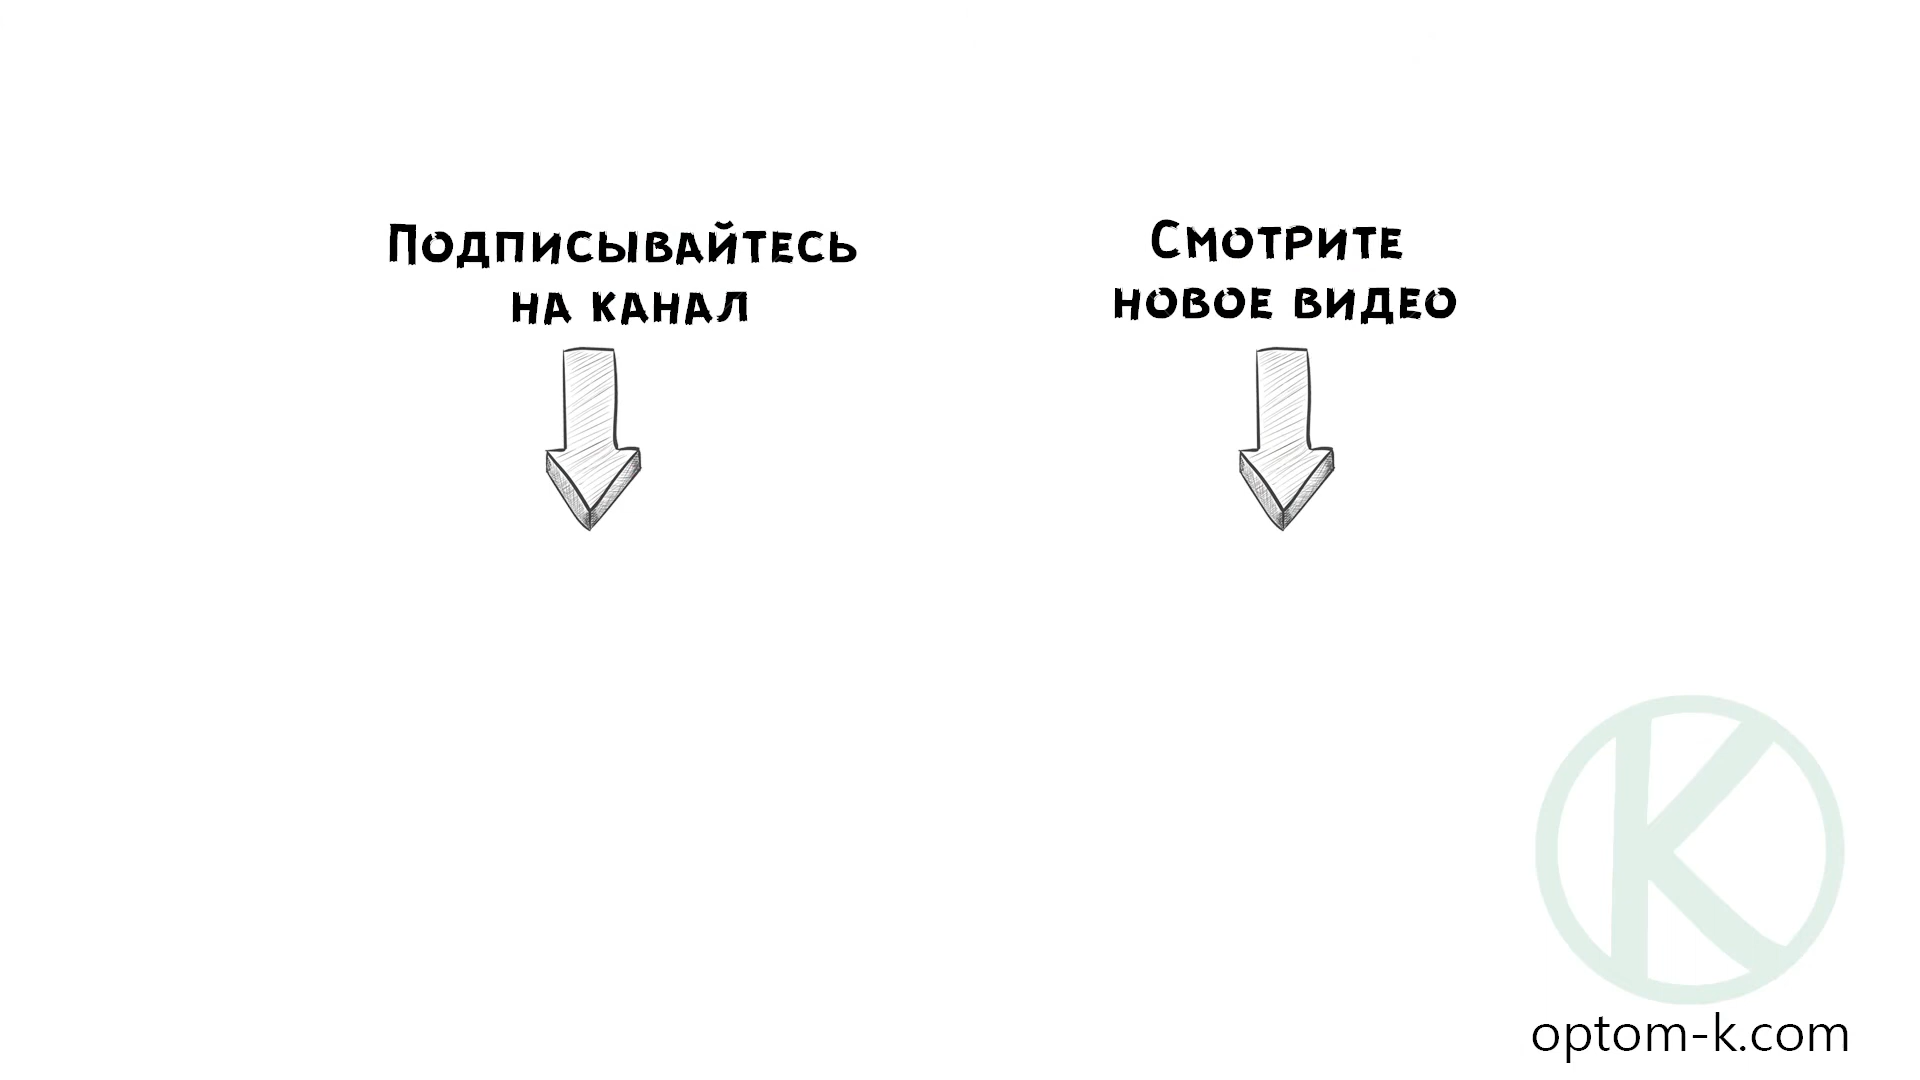 Подписывайтесь
на канал
Смотрите
новое видео
K
optom-k.com